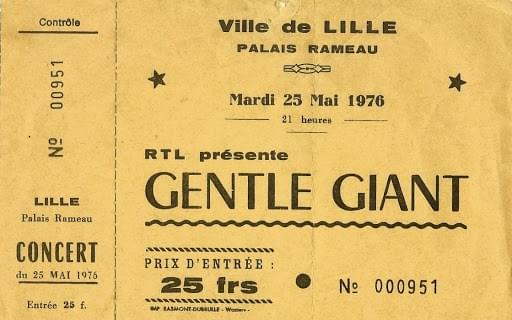 Contrôle
Nº 000951
LILLE
Palais Rameau
CONCERT
du 25 MAI 1976
Entrée 25 f.
Ville de LILLE
PALAIS RAMEAU
Mardi 25 Mai 1976
21 heures
RTL présente
GENTLE GIANT
PRIX D'ENTRÉE :
25 frs
Nº 000951